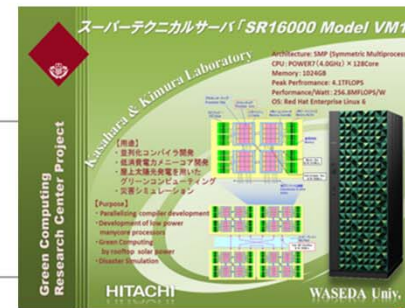 スーパーテクニカルサーバ「SR16000 Model VM1
Architecture: SMP (Symmetric Multiproces
CPU: POWER7(4.0GHz)×128Core
Memory: 1024GB
Peak Perfromance: 4.1TFLOPS
Performance/Watt: 256.8MFLOPS/W
OS: Red Hat Enterprise Linux 6
Kasahara & Kimura Laboratory
【用途】
・並列化コンパイラ開発
・低消費電力メニーコア開発
・屋上太陽光発電を用いた
グリーンコンピューティング
・災害シミュレーション
【Purpose】
・Parallelizing compiler development
・Development of low power
manycore processors
・Green Computing
by rooftop solar power
・Disaster Simulation
Green Computing
Research Center Project
HITACHI
WASEDA Univ.